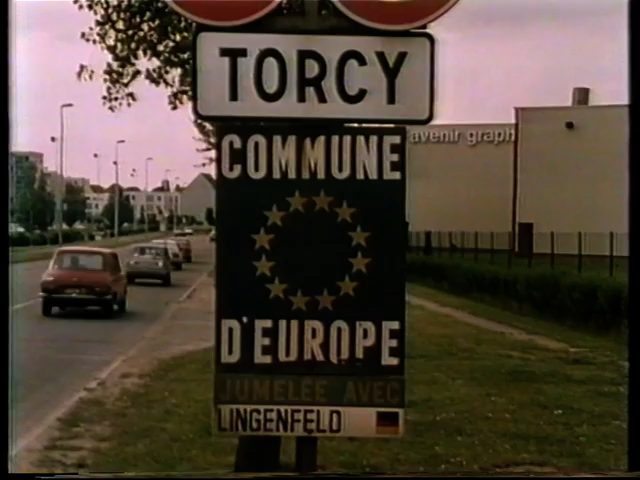 TORCY
avenir graph
COMMUNE
D'EUROPE
JUMELÉE AVEC
LINGENFELD